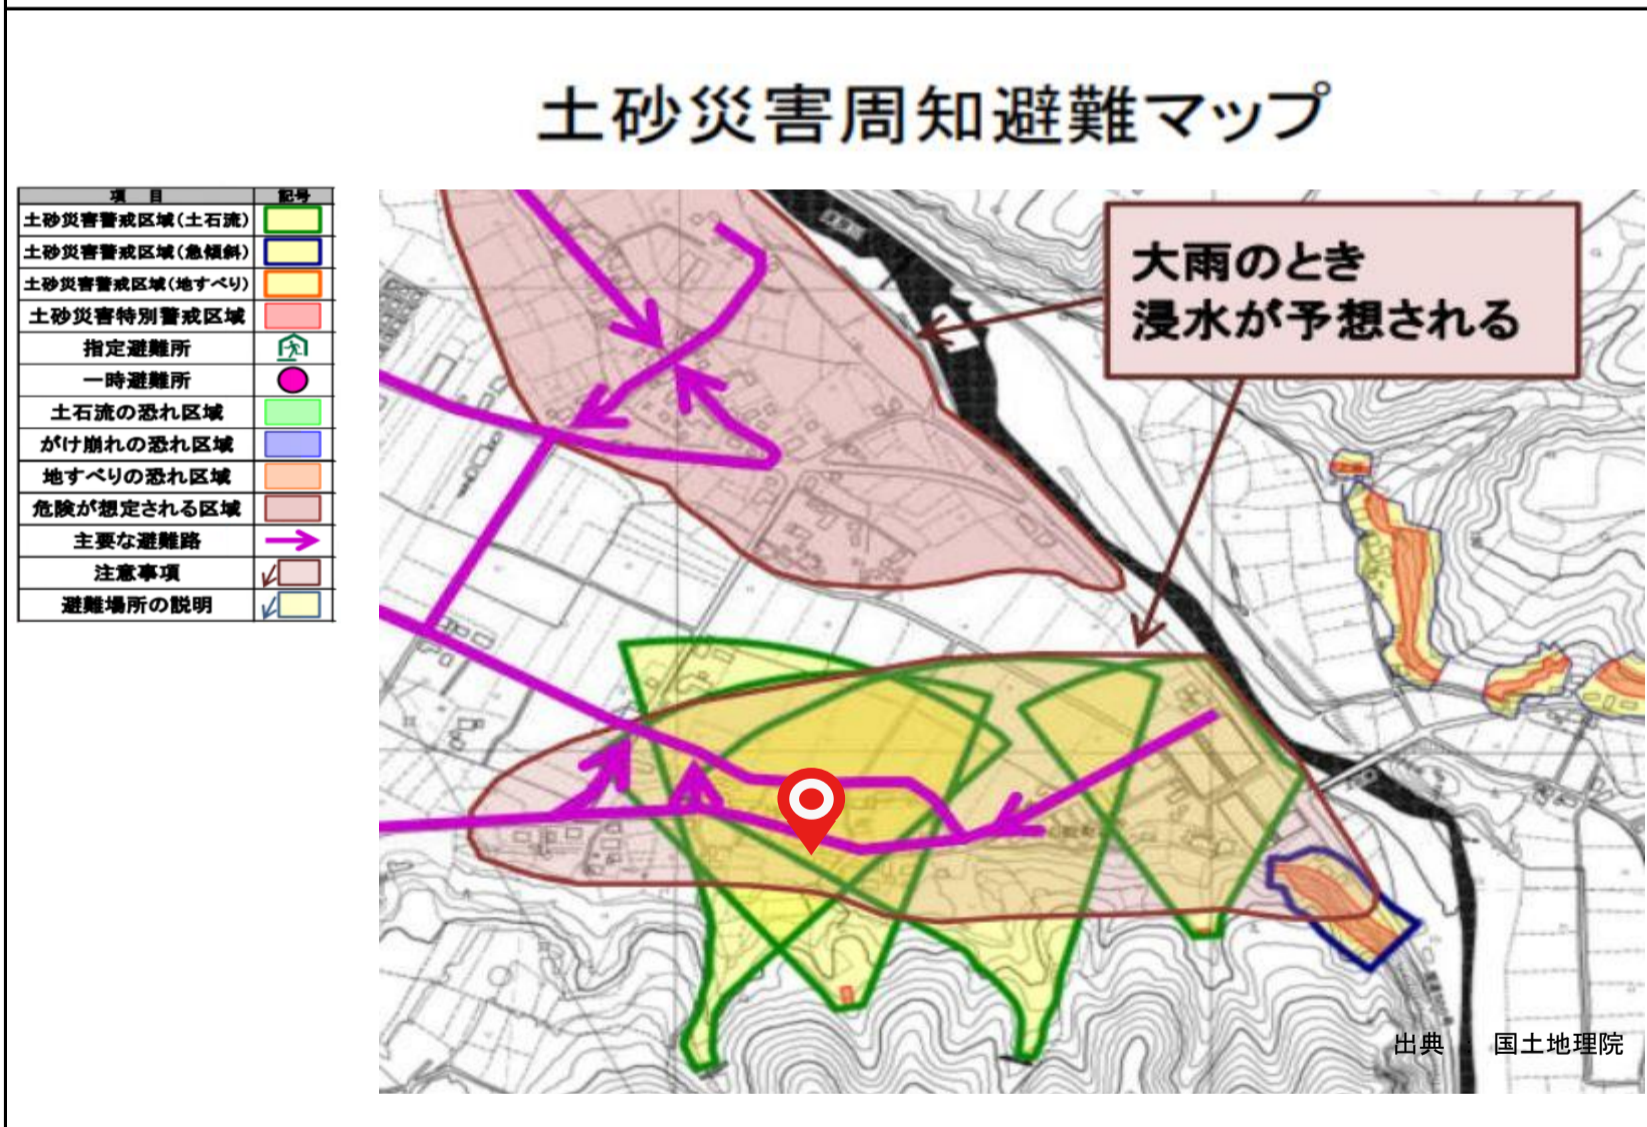 土砂災害周知避難マップ
項 目 記号
土砂災害警戒区域(土石流)
土砂災害警戒区域(急傾斜)
土砂災害警戒区域(地すべり)
土砂災害特別警戒区域
指定避難所
一時避難所
土石流の恐れ区域
がけ崩れの恐れ区域
地すべりの恐れ区域
危険が想定される区域
主要な避難路
注意事項
避難場所の説明
大雨のとき
浸水が予想される
出典 国土地理院